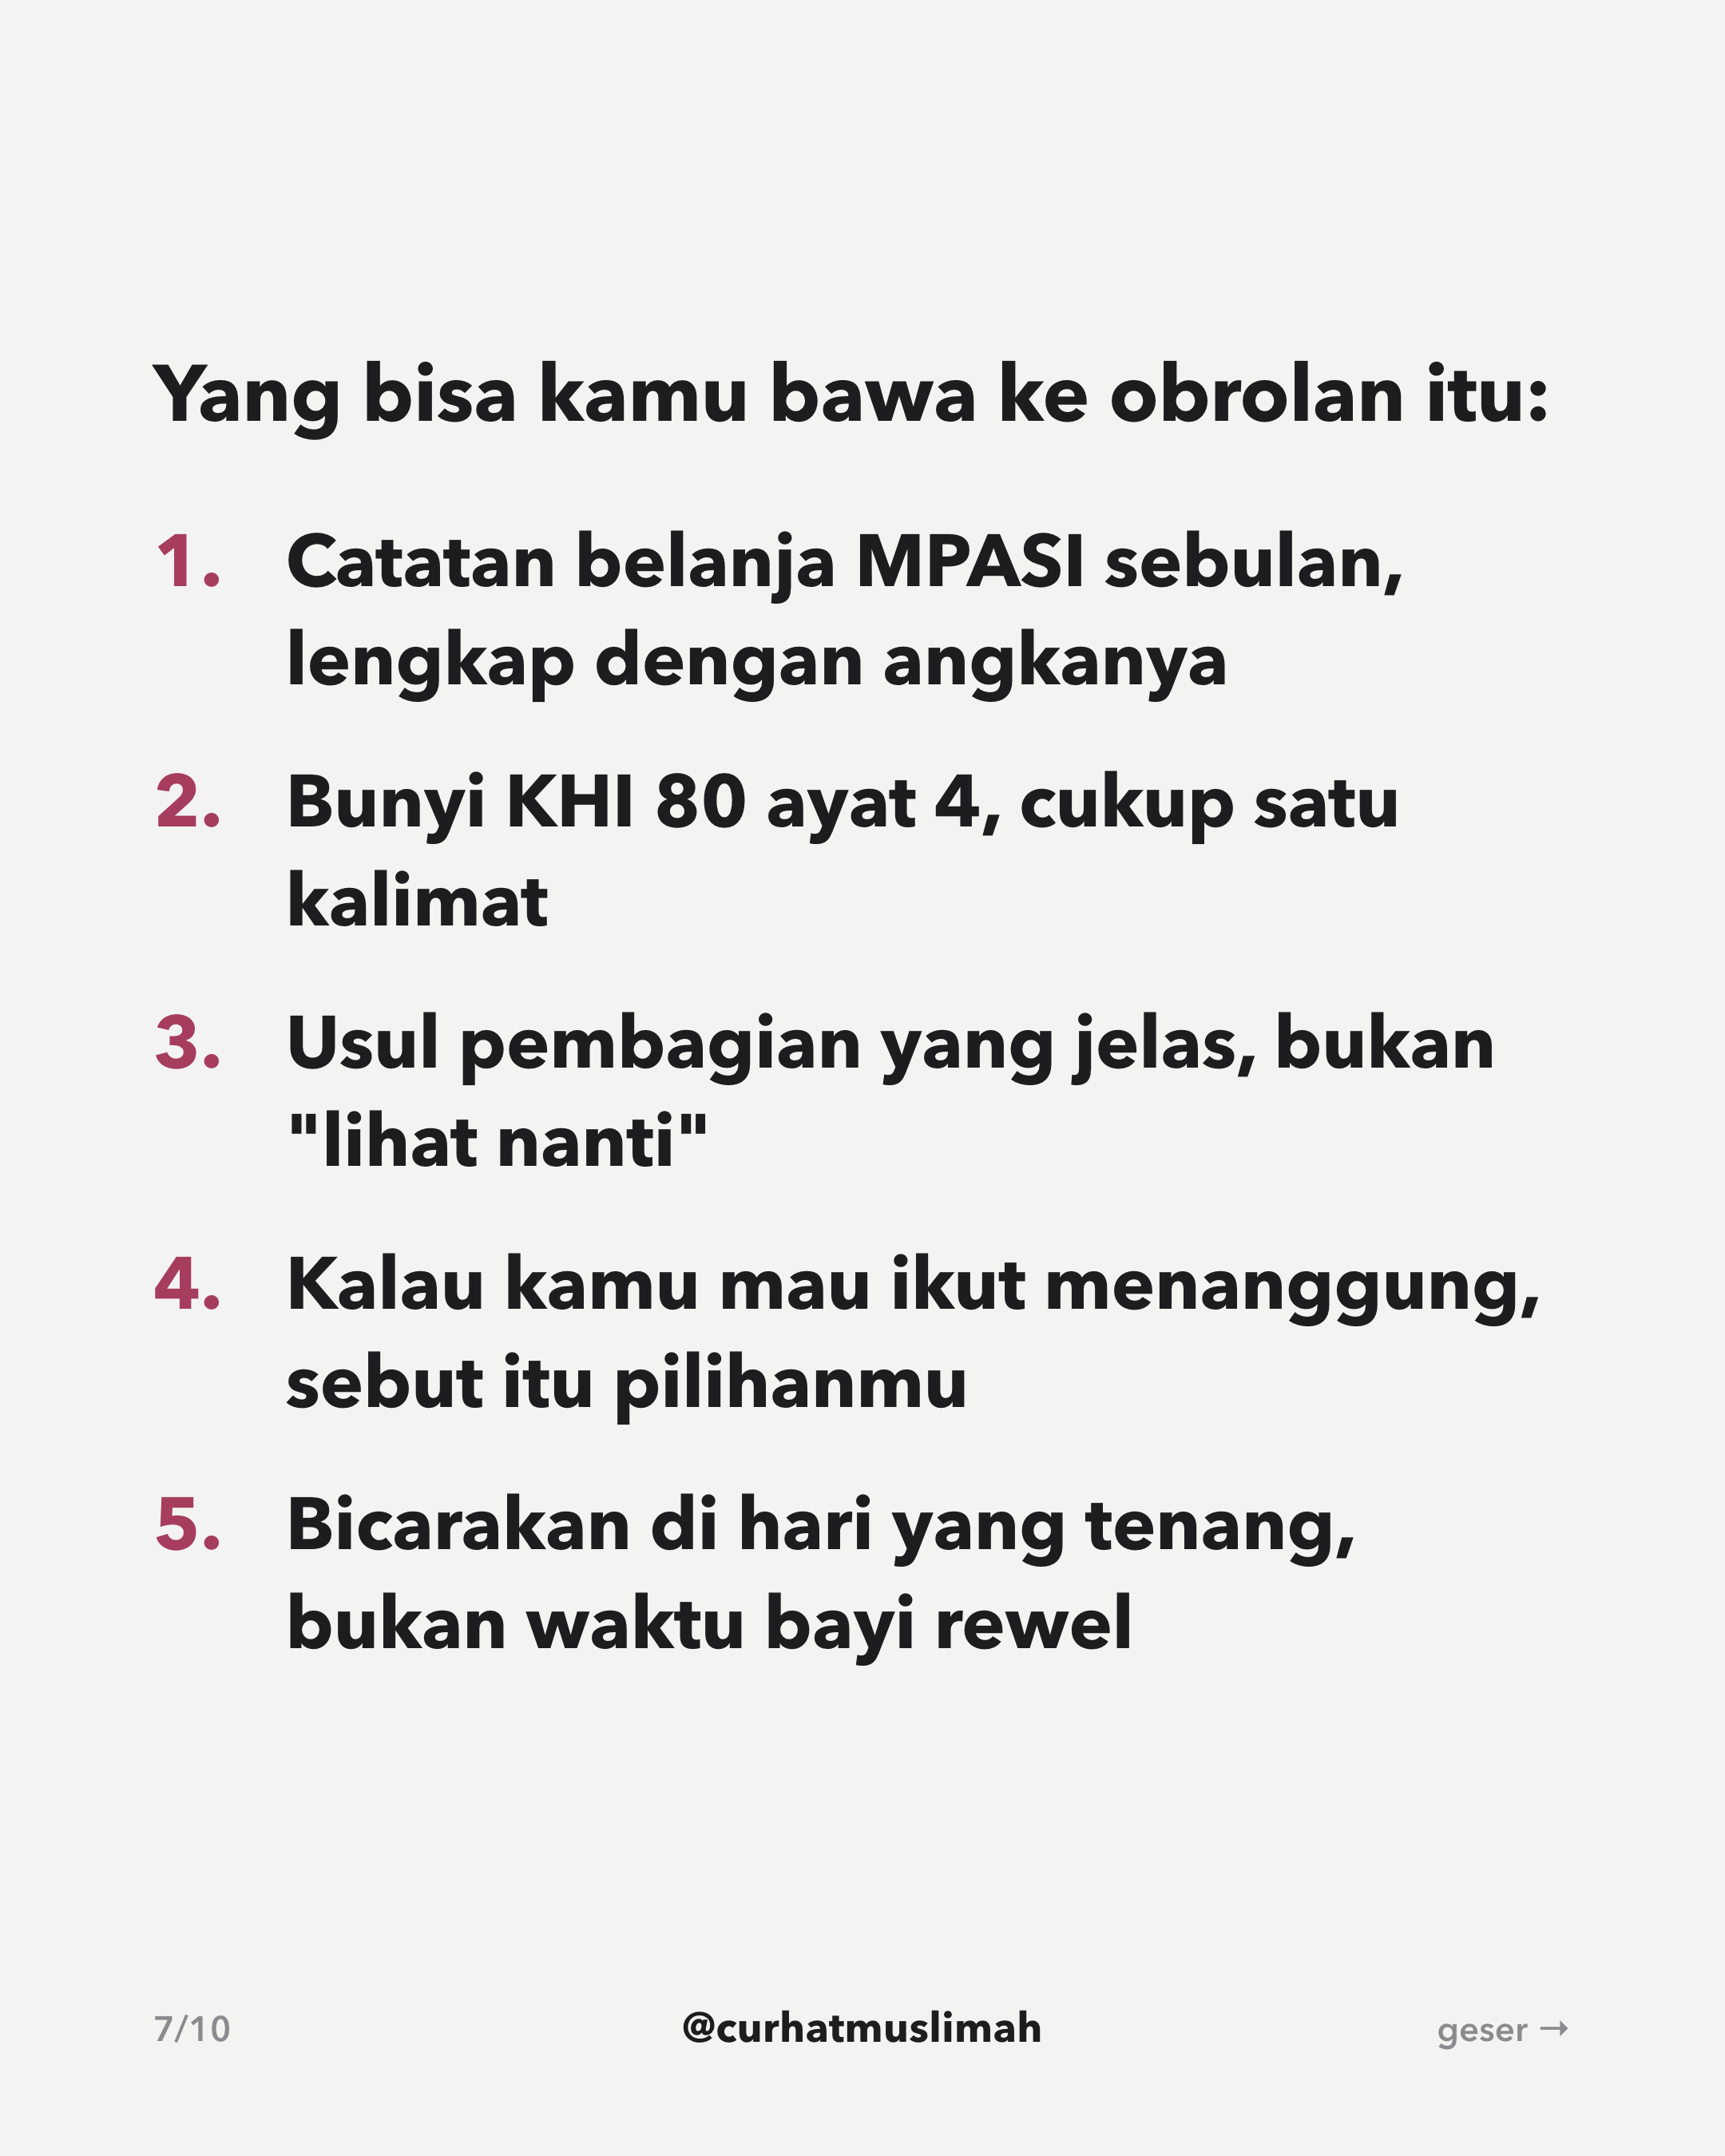 Yang bisa kamu bawa ke obrolan itu:
1. Catatan belanja MPASI sebulan,
lengkap dengan angkanya
2. Bunyi KHI 80 ayat 4, cukup satu
kalimat
3. Usul pembagian yang jelas, bukan
"lihat nanti"
4. Kalau kamu mau ikut menanggung,
sebut itu pilihanmu
5. Bicarakan di hari yang tenang,
bukan waktu bayi rewel
7/10 @curhatmuslimah geser →